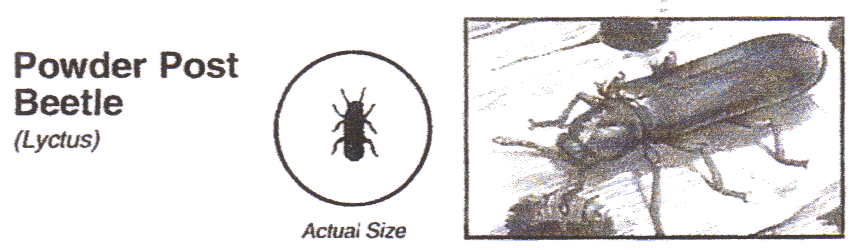 Powder Post
Beetle
(Lyctus)
Actual Size